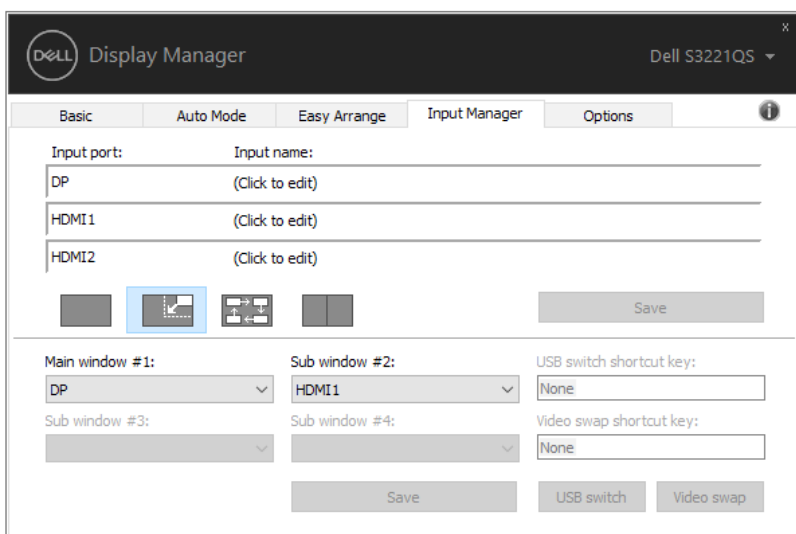 x
DELL Display Manager Dell S3221QS
Basic Auto Mode Easy Arrange Input Manager Options i
Input port: Input name:
DP (Click to edit)
HDMI1 (Click to edit)
HDMI2 (Click to edit)
Save
Main window #1: Sub window #2: USB switch shortcut key:
DP HDMI1 None
Sub window #3: Sub window #4: Video swap shortcut key:
None
Save USB switch Video swap